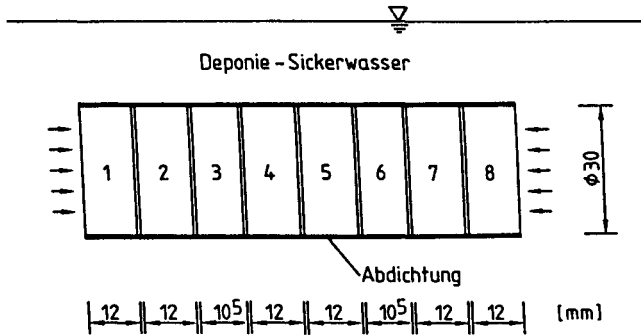 Deponie-Sickerwasser
1 2 3 4 5 6 7 8
ϕ30
Abdichtung
12 12 10⁵ 12 12 10⁵ 12 12 [mm]